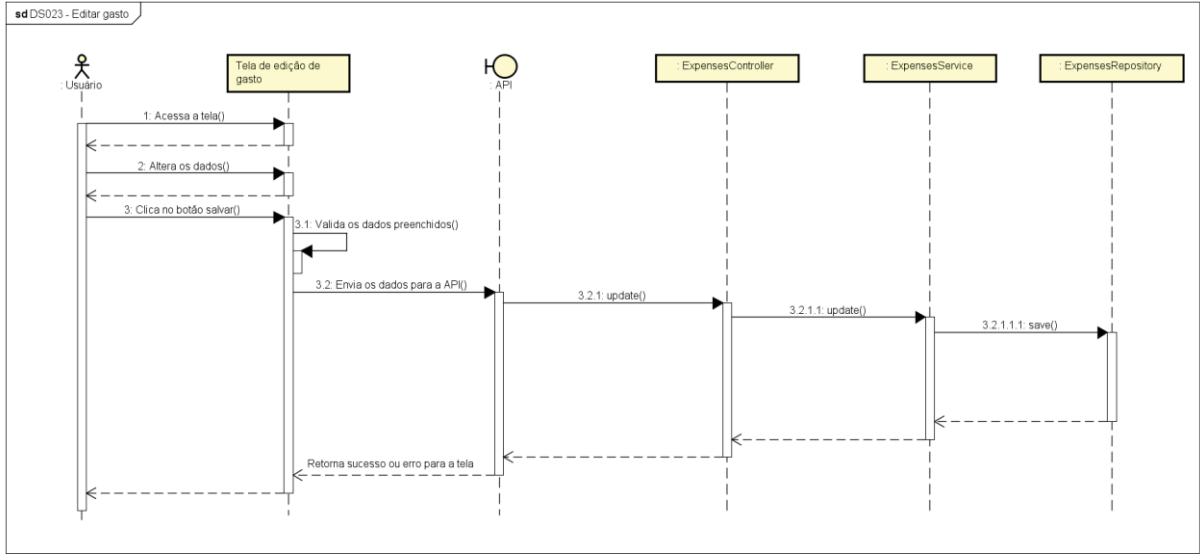 sd DS023 - Editar gasto
: Usuário
Tela de edição de
gasto
: API
: ExpensesController
: ExpensesService
: ExpensesRepository
1: Acessa a tela()
2: Altera os dados()
3: Clica no botão salvar()
3.1: Valida os dados preenchidos()
3.2: Envia os dados para a API()
3.2.1: update()
3.2.1.1: update()
3.2.1.1.1: save()
Retorna sucesso ou erro para a tela